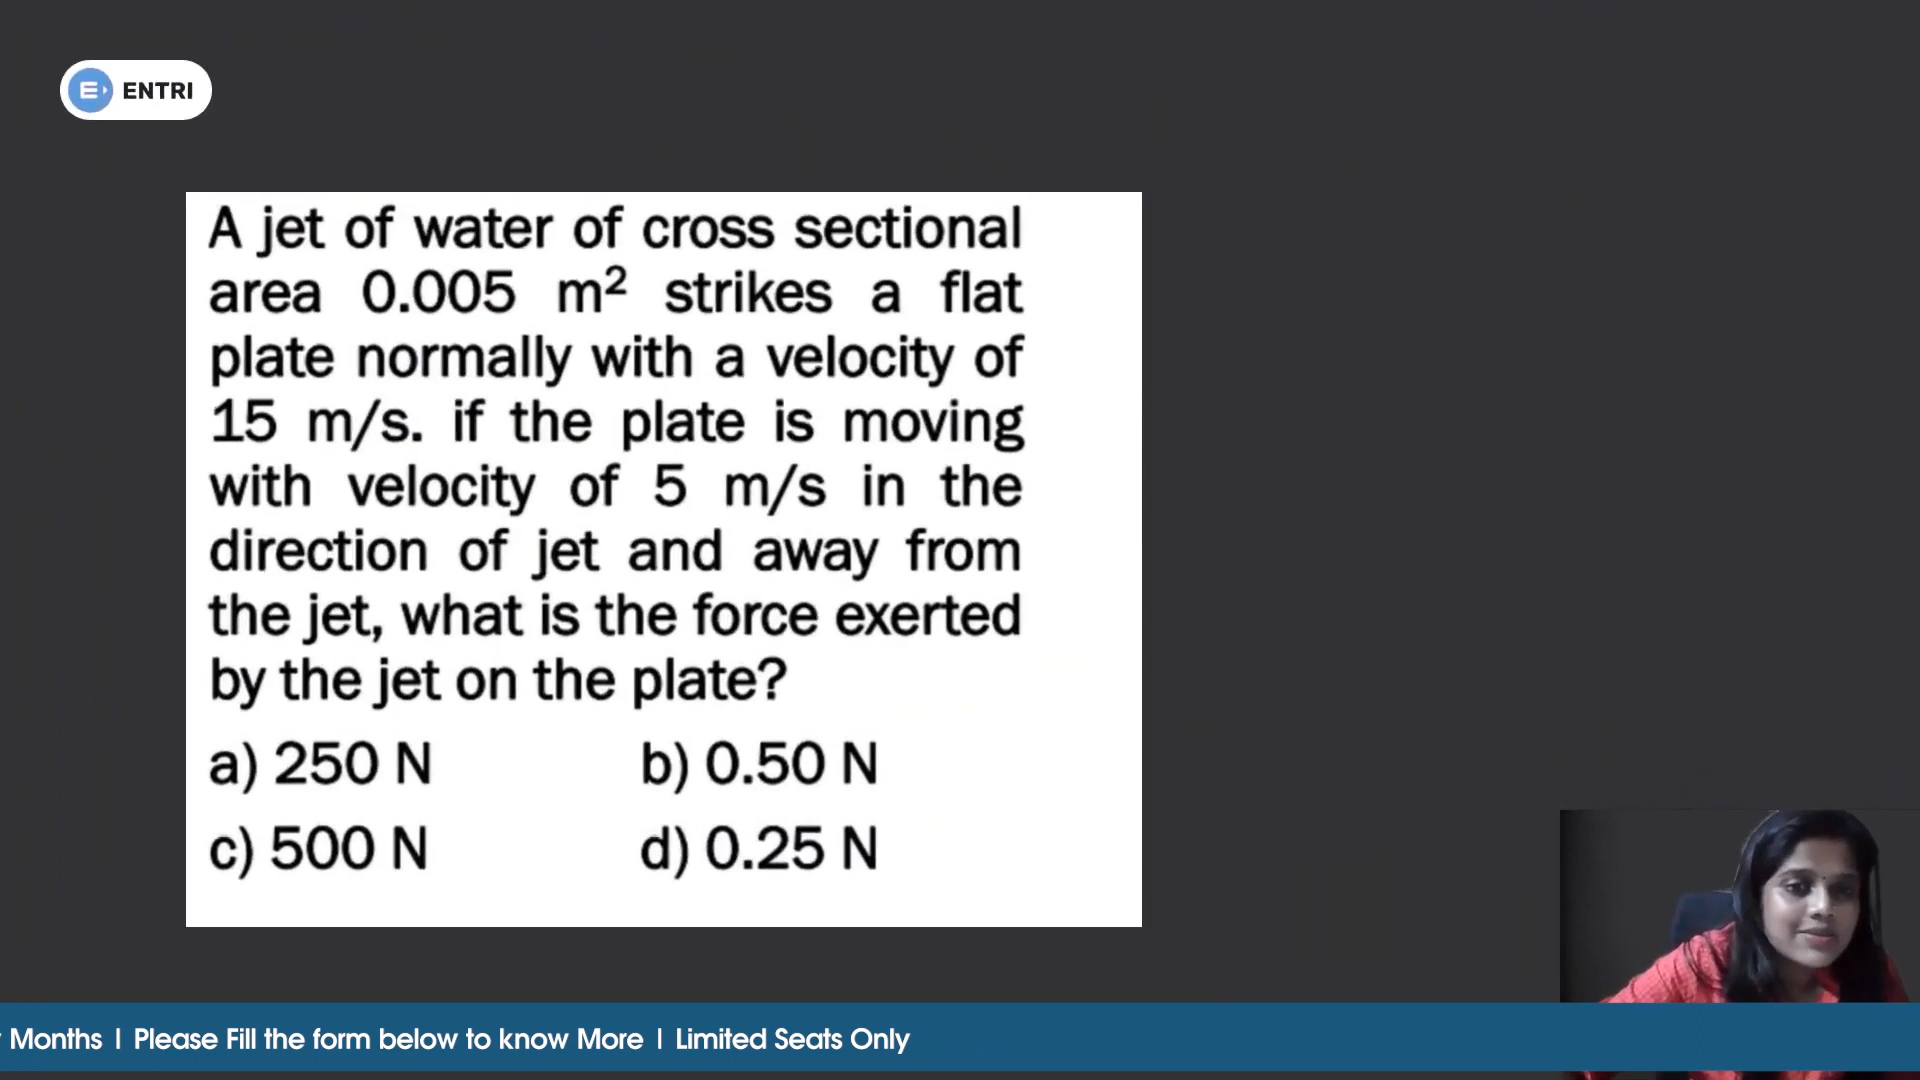 ENTRI
A jet of water of cross sectional
area 0.005 m² strikes a flat
plate normally with a velocity of
15 m/s. if the plate is moving
with velocity of 5 m/s in the
direction of jet and away from
the jet, what is the force exerted
by the jet on the plate?
a) 250 N b) 0.50 N
c) 500 N d) 0.25 N
Months | Please Fill the form below to know More | Limited Seats Only